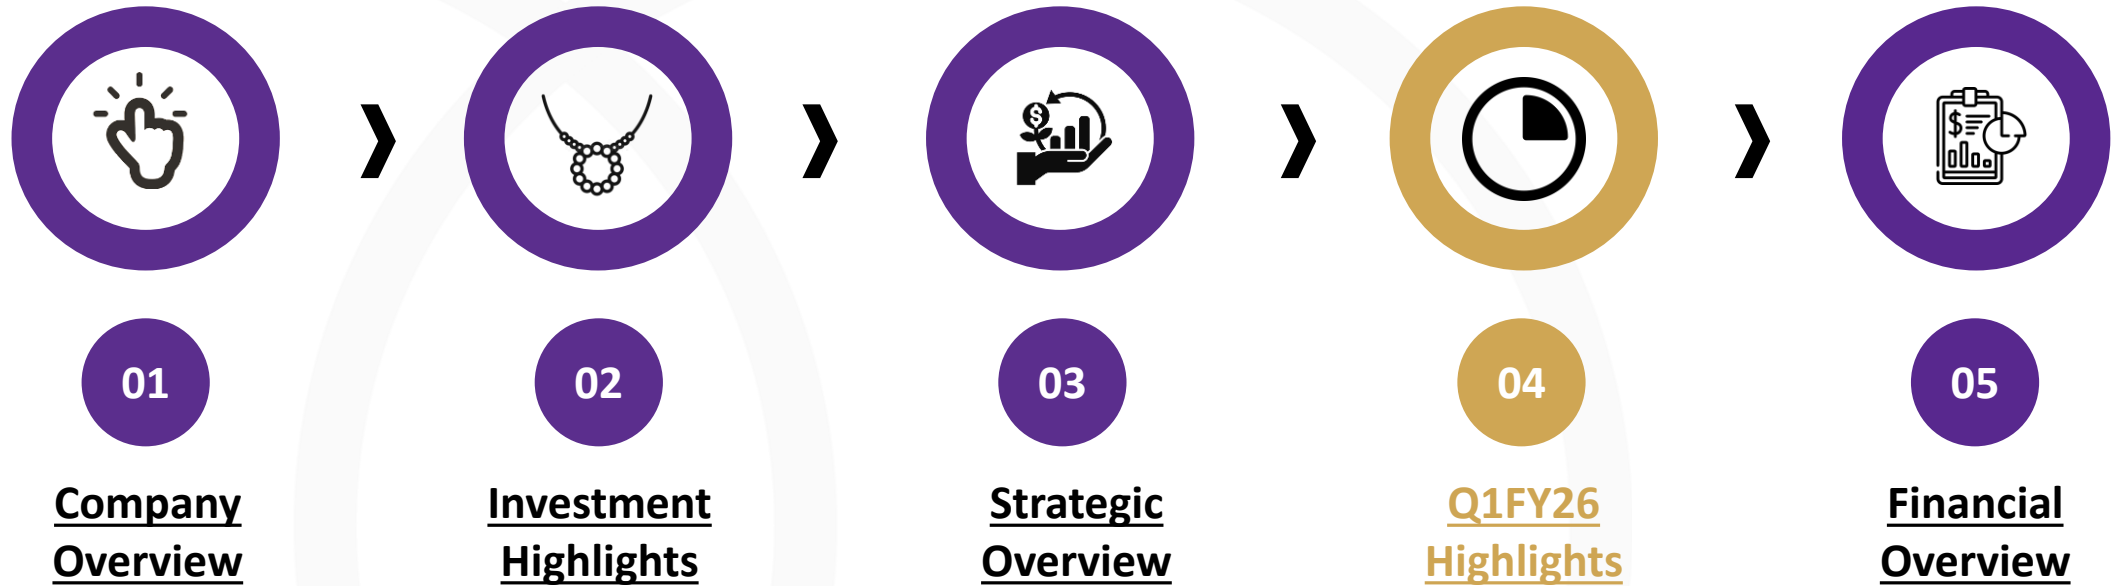 01
Company
Overview
02
Investment
Highlights
$
03
Strategic
Overview
04
Q1FY26
Highlights
$
05
Financial
Overview